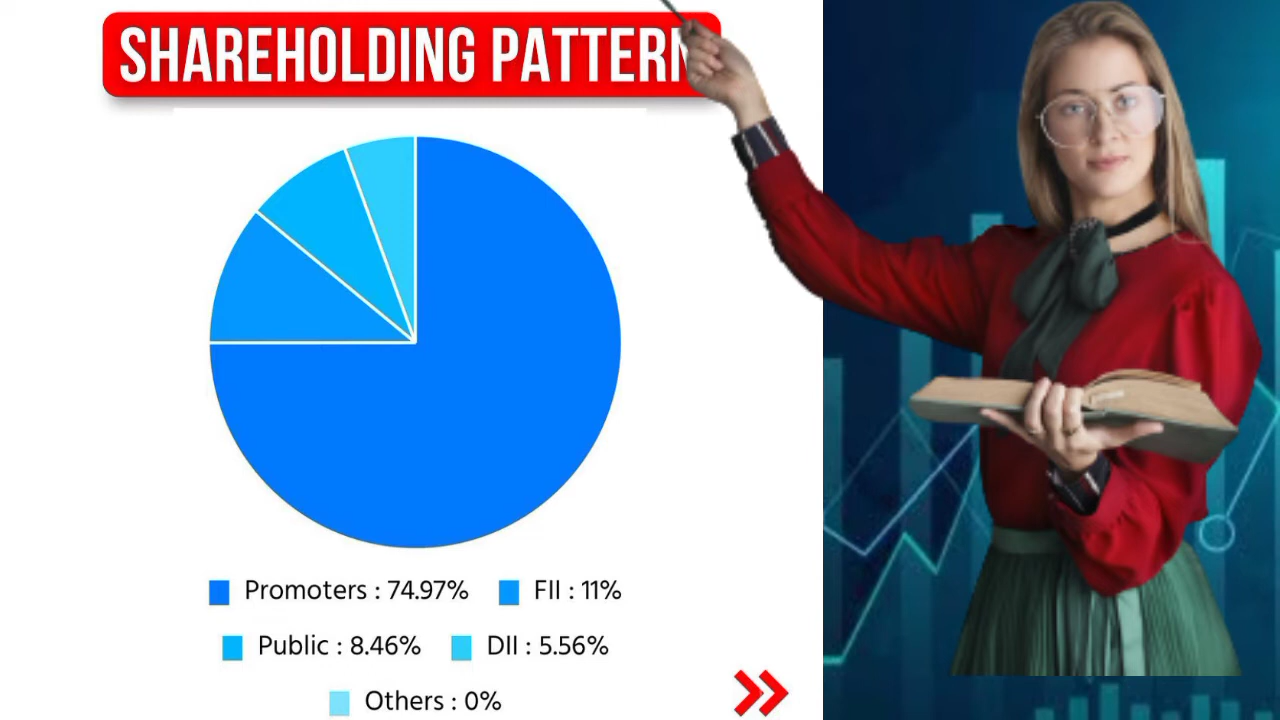 SHAREHOLDING PATTERN
Promoters : 74.97% FII : 11%
Public : 8.46% DII : 5.56%
Others : 0%